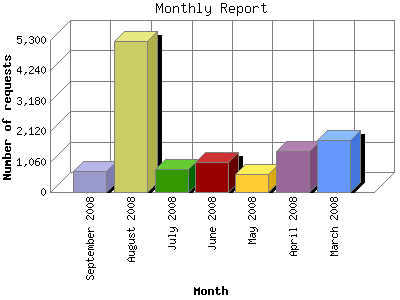 Monthly Report
Number of requests
5,300
4,240
3,180
2,120
1,060
0
September 2008
August 2008
July 2008
June 2008
May 2008
April 2008
March 2008
Month